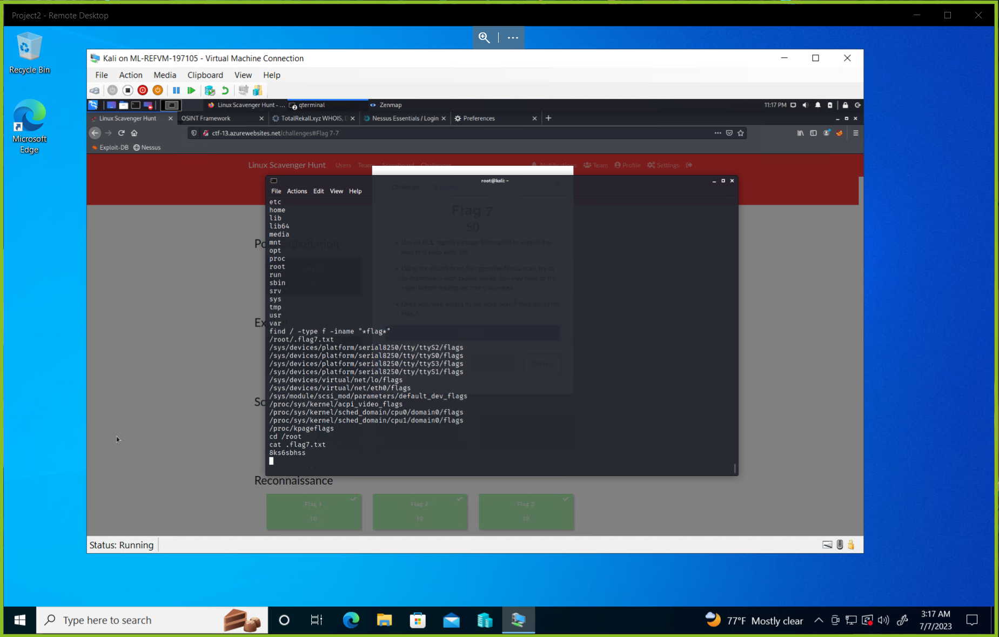 Project2 - Remote Desktop
Recycle Bin
Microsoft
Edge
Kali on ML-REFVM-197105 - Virtual Machine Connection
File Action Media Clipboard View Help
Linux Scavenger Hunt - ... qterminal Zenmap 11:17 PM
Linux Scavenger Hunt OSINT Framework TotalRekall.xyz WHOIS, D Nessus Essentials / Login Preferences
ctf-13.azurewebsites.net/challenges#Flag 7-7
Exploit-DB Nessus
Linux Scavenger Hunt Users Teams Scoreboard Challenges Notifications Team Profile Settings
root@kali: ~
File Actions Edit View Help
Challenge
Flag 7
50
etc
home
lib
lib64
media
mnt
opt
proc
root
run
sbin
srv
sys
tmp
usr
var
find / -type f -iname "*flag*"
/root/.flag7.txt
/sys/devices/platform/serial8250/tty/ttyS2/flags
/sys/devices/platform/serial8250/tty/ttyS0/flags
/sys/devices/platform/serial8250/tty/ttyS3/flags
/sys/devices/platform/serial8250/tty/ttyS1/flags
/sys/devices/virtual/net/lo/flags
/sys/devices/virtual/net/eth0/flags
/sys/module/scsi_mod/parameters/default_dev_flags
/proc/sys/kernel/acpi_video_flags
/proc/sys/kernel/sched_domain/cpu0/domain0/flags
/proc/sys/kernel/sched_domain/cpu1/domain0/flags
/proc/kpageflags
cd /root
cat .flag7.txt
8ks6sbhss
Reconnaissance
Flag 1
10
Flag 3
10
Flag 2
10
Status: Running
Type here to search
77°F Mostly clear
3:17 AM
7/7/2023